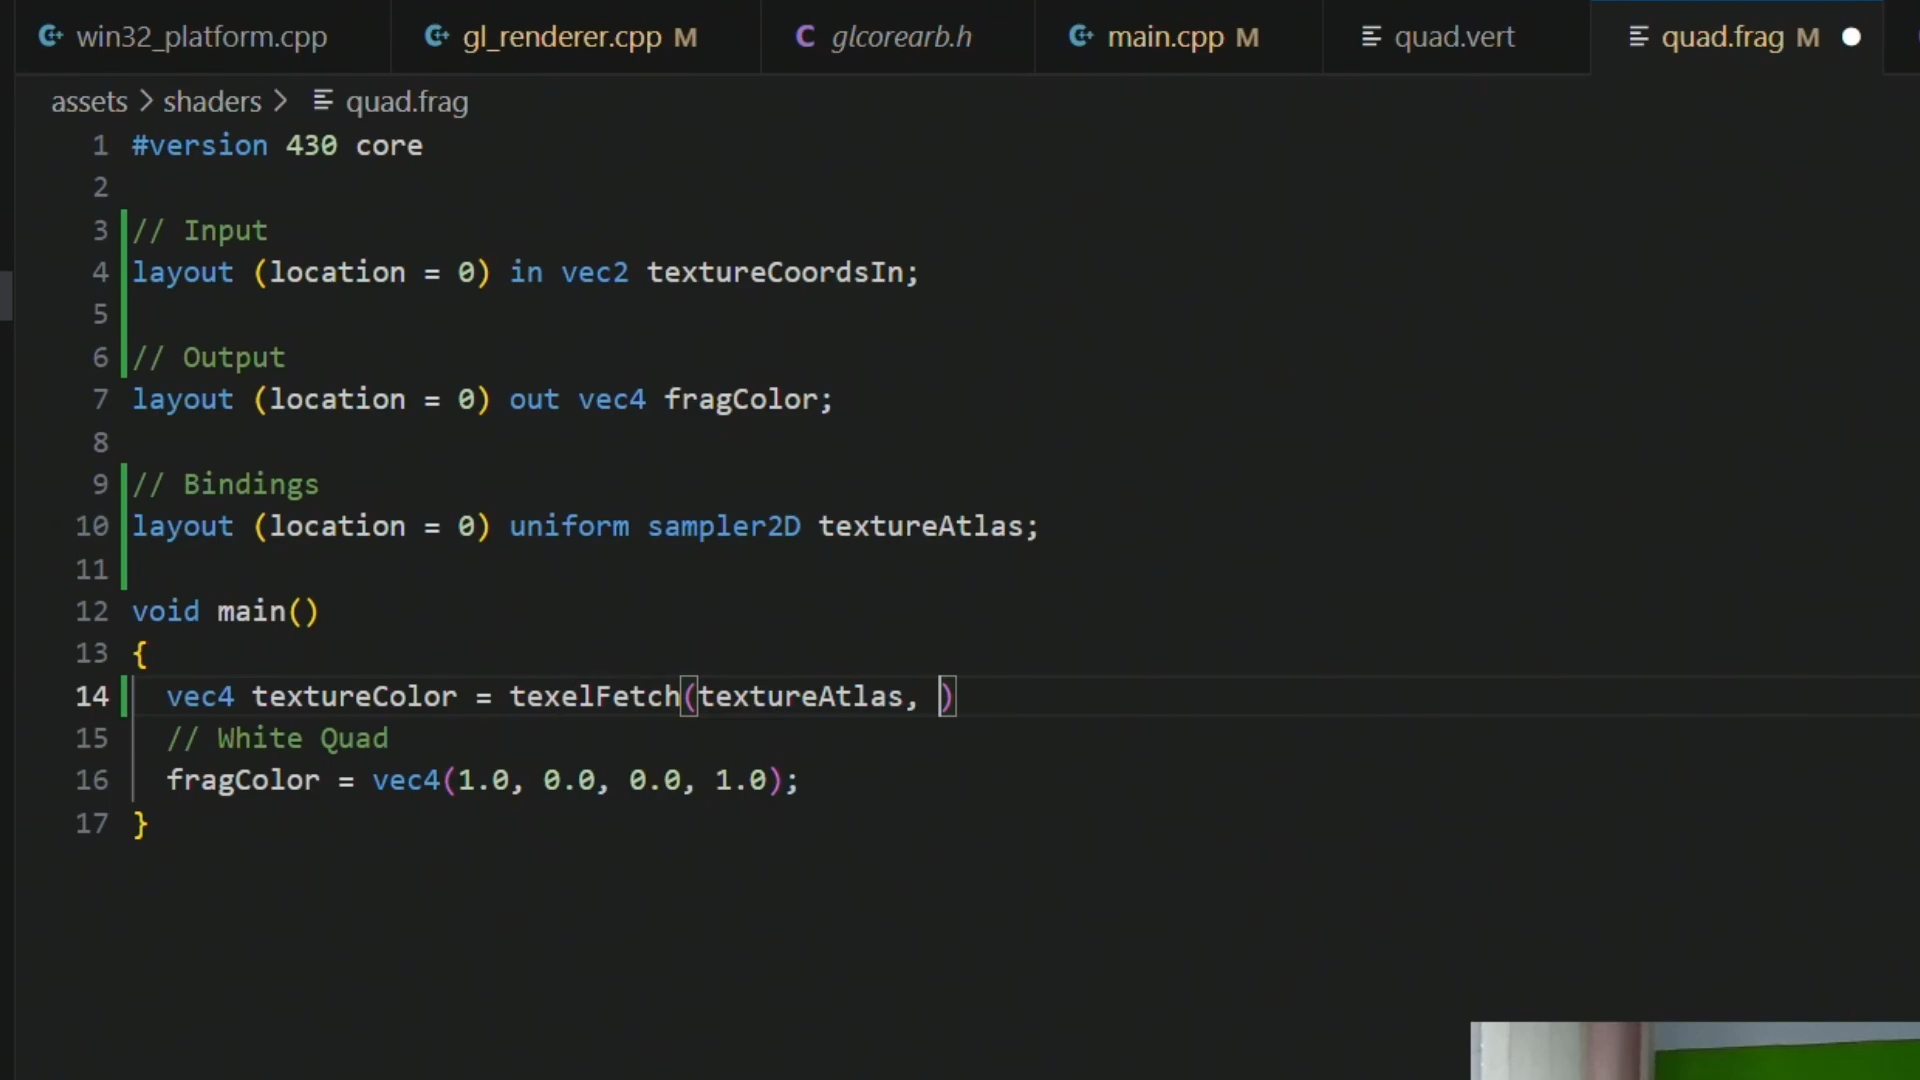 win32_platform.cpp gl_renderer.cpp M glcorearb.h main.cpp M quad.vert quad.frag M
assets > shaders > quad.frag
1 #version 430 core
2
3 // Input
4 layout (location = 0) in vec2 textureCoordsIn;
5
6 // Output
7 layout (location = 0) out vec4 fragColor;
8
9 // Bindings
10 layout (location = 0) uniform sampler2D textureAtlas;
11
12 void main()
13 {
14 vec4 textureColor = texelFetch(textureAtlas, )
15 // White Quad
16 fragColor = vec4(1.0, 0.0, 0.0, 1.0);
17 }